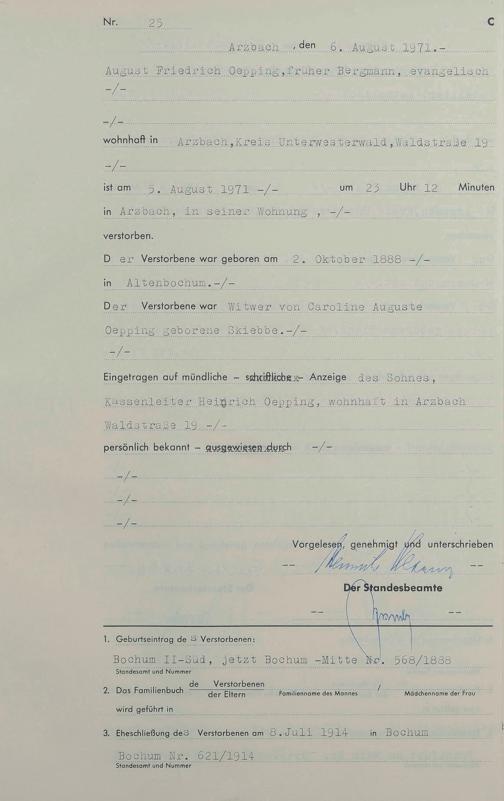 Nr. 25 C
Arzbach , den 6. August 1971.-
August Friedrich Oepping,früher Bergmann, evangelisch
-/-
-/-
wohnhaft in Arzbach,Kreis Unterwesterwald,Waldstraße 19
-/-
ist am 5. August 1971 -/- um 23 Uhr 12 Minuten
in Arzbach, in seiner Wohnung , -/-
verstorben.
D er Verstorbene war geboren am 2. Oktober 1888 -/-
in Altenbochum.-/-
Der Verstorbene war Witwer von Caroline Auguste
Oepping geborene Skiebbe.-/-
-/-
Eingetragen auf mündliche – schriftliche – Anzeige des Sohnes,
Kassenleiter Heinrich Oepping, wohnhaft in Arzbach
Waldstraße 19 -/-
persönlich bekannt – ausgewiesen durch -/-
-/-
-/-
-/-
Vorgelesen, genehmigt und unterschrieben
-- Heinrich --
Der Standesbeamte
-- --
1. Geburtseintrag de s Verstorbenen:
Bochum II-Süd, jetzt Bochum -Mitte Nr. 568/1888
Standesamt und Nummer
2. Das Familienbuch de Verstorbenen / der Eltern Familienname des Mannes / Mädchenname der Frau
wird geführt in
3. Eheschließung des Verstorbenen am 8.Juli 1914 in Bochum
Bochum Nr. 621/1914
Standesamt und Nummer